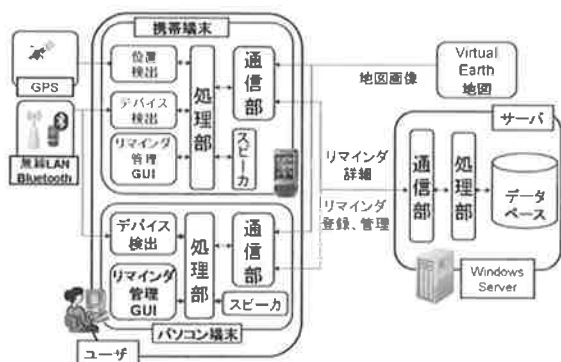 携帯端末
GPS
無線LAN
Bluetooth
位置
検出
デバイス
検出
リマインダ
管理
GUI
処理部
通信部
スピーカ
地図画像
Virtual
Earth
地図
サーバ
リマインダ
詳細
リマインダ
登録、管理
通信部
処理部
データ
ベース
Windows
Server
デバイス
検出
リマインダ
管理
GUI
処理部
通信部
スピーカ
パソコン端末
ユーザ